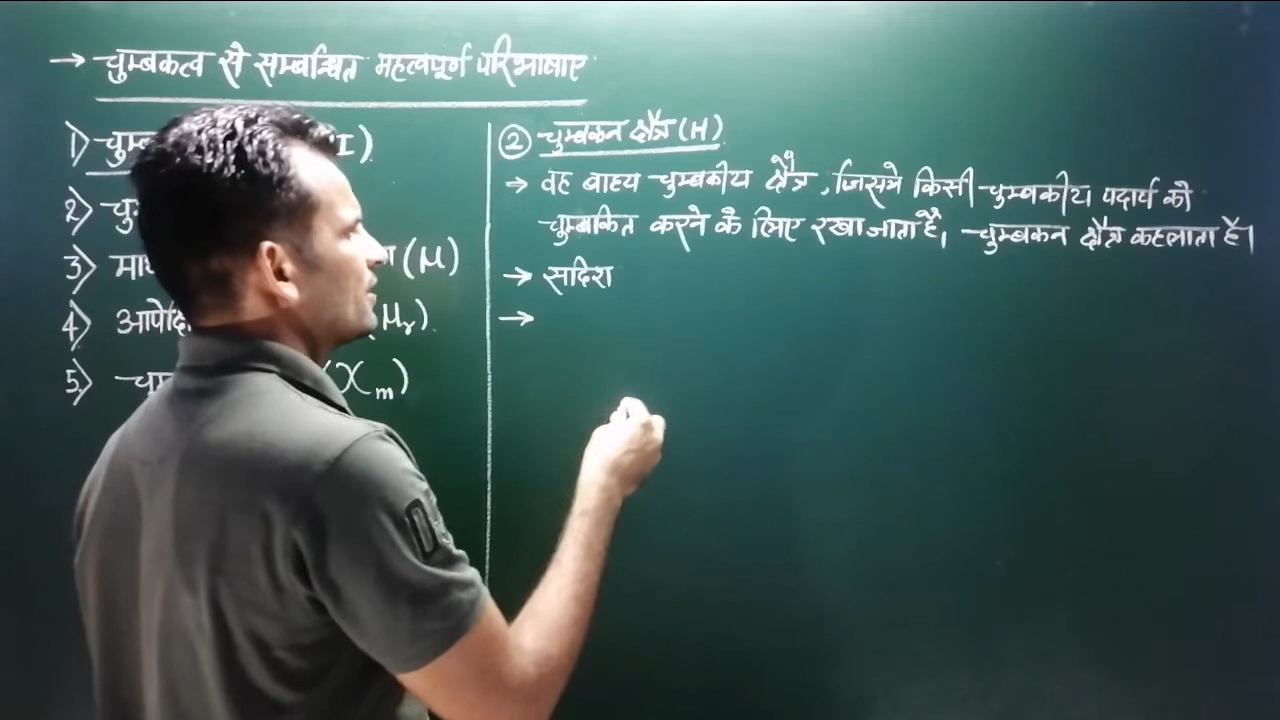 → चुम्बकत्व से सम्बन्धित महत्वपूर्ण परिभाषाए
1) I)
2)
3) (μ)
4) (μr).
5) (χm)
② चुम्बकन क्षैत्र (H)
⇒ वह बाह्य चुम्बकीय क्षैत्र, जिसमे किसी चुम्बकीय पदार्थ को
चुम्बकित करने के लिए रखा जाता है। चुम्बकन क्षैत्र कहलाता है।
→ सदिश
→